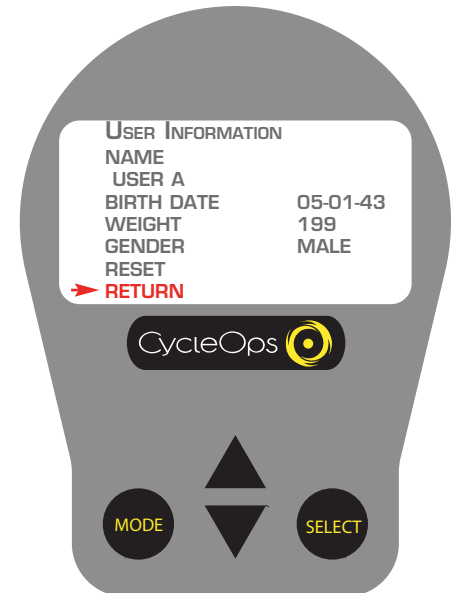 USER INFORMATION
NAME
USER A
BIRTH DATE 05-01-43
WEIGHT 199
GENDER MALE
RESET
RETURN
CycleOps
MODE
SELECT